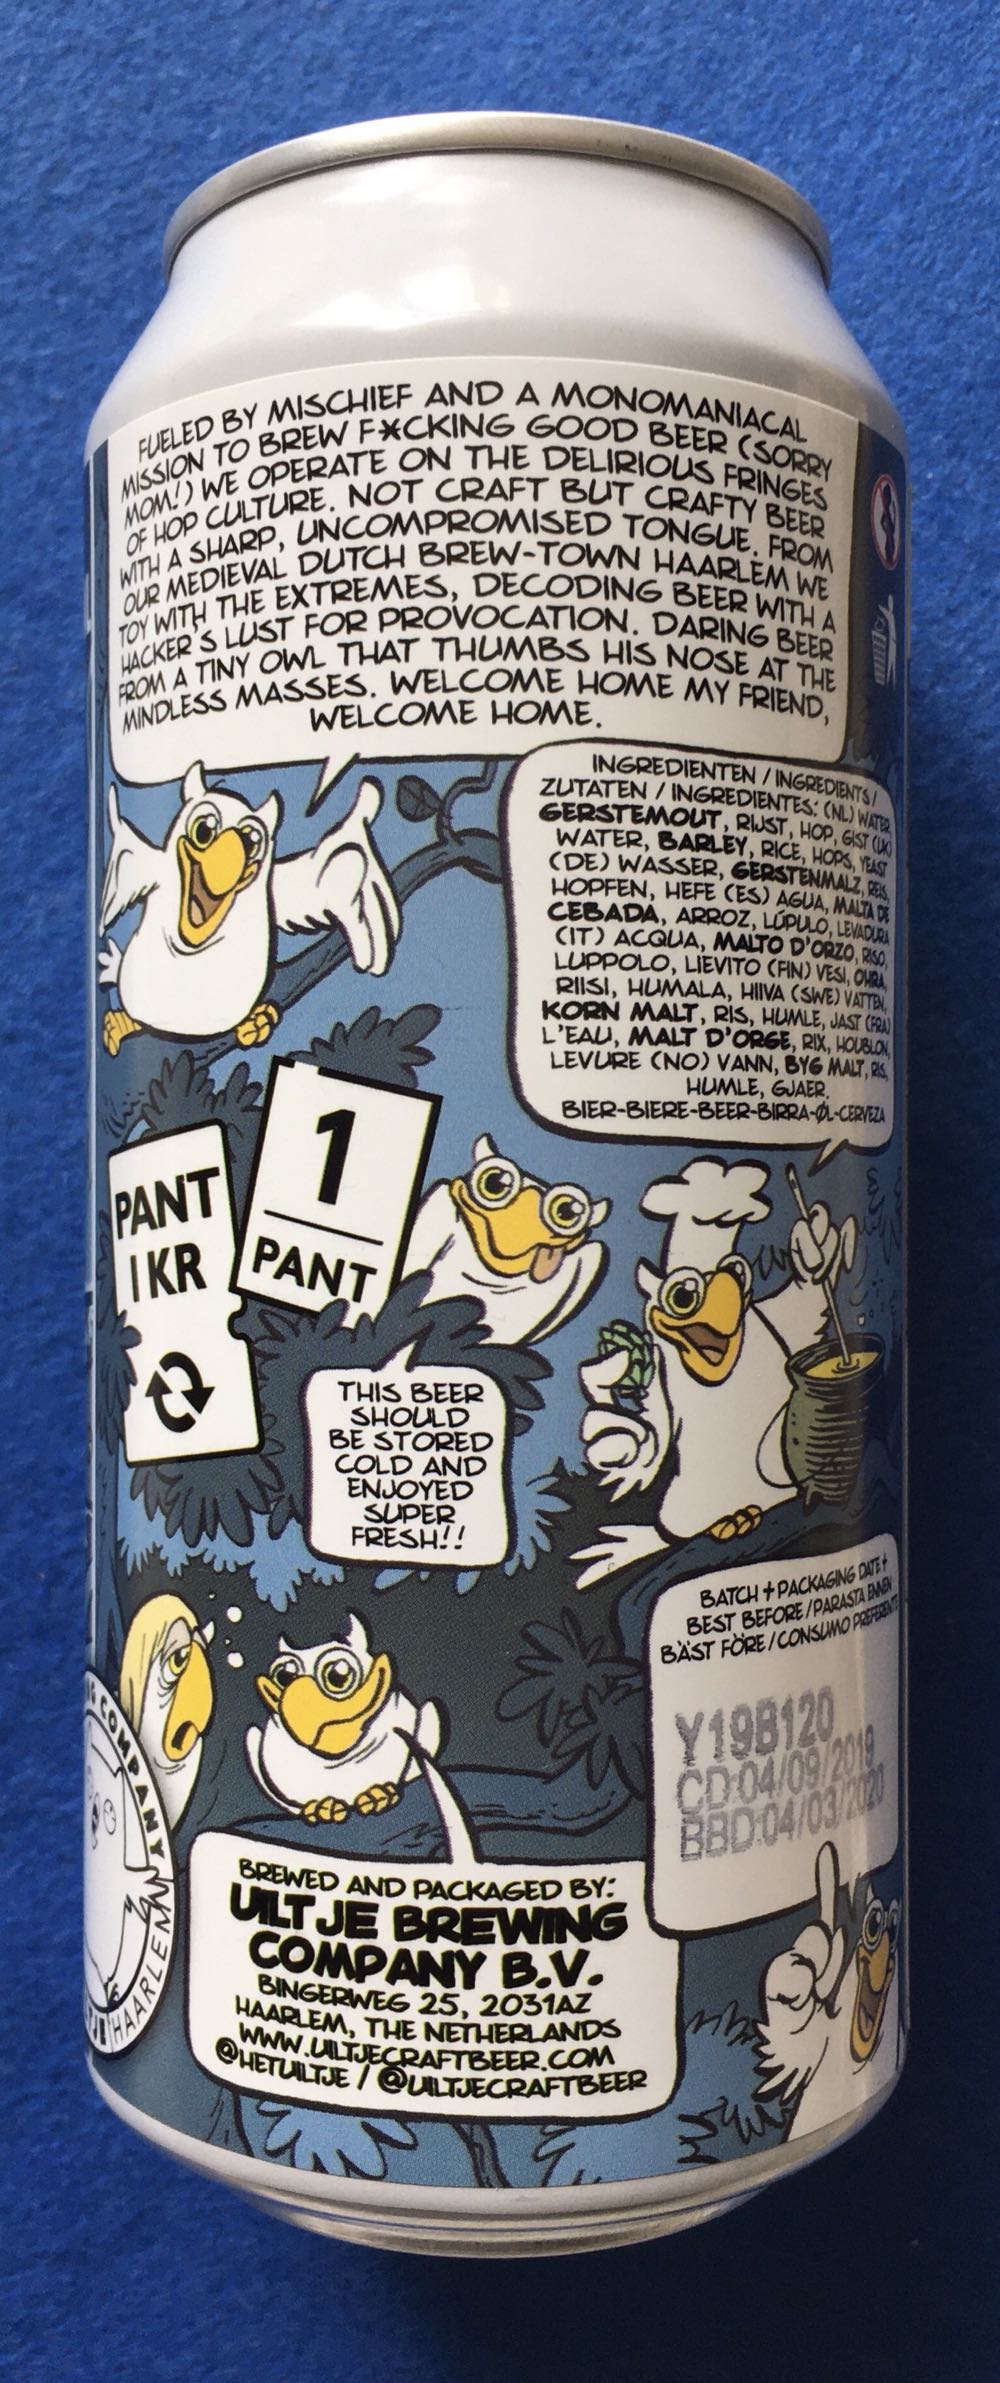 FUELED BY MISCHIEF AND A MONOMANIACAL
MISSION TO BREW F*CKING GOOD BEER (SORRY
MOM!) WE OPERATE ON THE DELIRIOUS FRINGES
OF HOP CULTURE. NOT CRAFT BUT CRAFTY BEER
WITH A SHARP, UNCOMPROMISED TONGUE. FROM
OUR MEDIEVAL DUTCH BREW-TOWN HAARLEM WE
TOY WITH THE EXTREMES, DECODING BEER WITH A
HACKER'S LUST FOR PROVOCATION. DARING BEER
FROM A TINY OWL THAT THUMBS HIS NOSE AT THE
MINDLESS MASSES. WELCOME HOME MY FRIEND,
WELCOME HOME.
INGREDIENTEN / INGREDIENTS /
ZUTATEN / INGREDIENTES: (NL) WATER,
GERSTEMOUT, RIJST, HOP, GIST (UK)
WATER, BARLEY, RICE, HOPS, YEAST
(DE) WASSER, GERSTENMALZ, REIS,
HOPFEN, HEFE (ES) AGUA, MALTA DE
CEBADA, ARROZ, LÚPULO, LEVADURA
(IT) ACQUA, MALTO D'ORZO, RISO,
LUPPOLO, LIEVITO (FIN) VESI, OHRA,
RIISI, HUMALA, HIIVA (SWE) VATTEN,
KORN MALT, RIS, HUMLE, JAST (FRA)
L'EAU, MALT D'ORGE, RIX, HOUBLON,
LEVURE (NO) VANN, BYG MALT, RIS,
HUMLE, GJAER.
BIER-BIERE-BEER-BIRRA-ØL-CERVEZA
PANT
1 KR
1
PANT
THIS BEER
SHOULD
BE STORED
COLD AND
ENJOYED
SUPER
FRESH!!
BATCH + PACKAGING DATE +
BEST BEFORE / PARASTA ENNEN
BÄST FÖRE / CONSUMO PREFERENTE
Y19B120
CD:04/09/2019
BBD:04/03/2020
COMPANY
HAARLEM
BREWED AND PACKAGED BY:
UILTJE BREWING
COMPANY B.V.
BINGERWEG 25, 2031AZ
HAARLEM, THE NETHERLANDS
WWW.UILTJECRAFTBEER.COM
@HETUILTJE / @UILTJECRAFTBEER